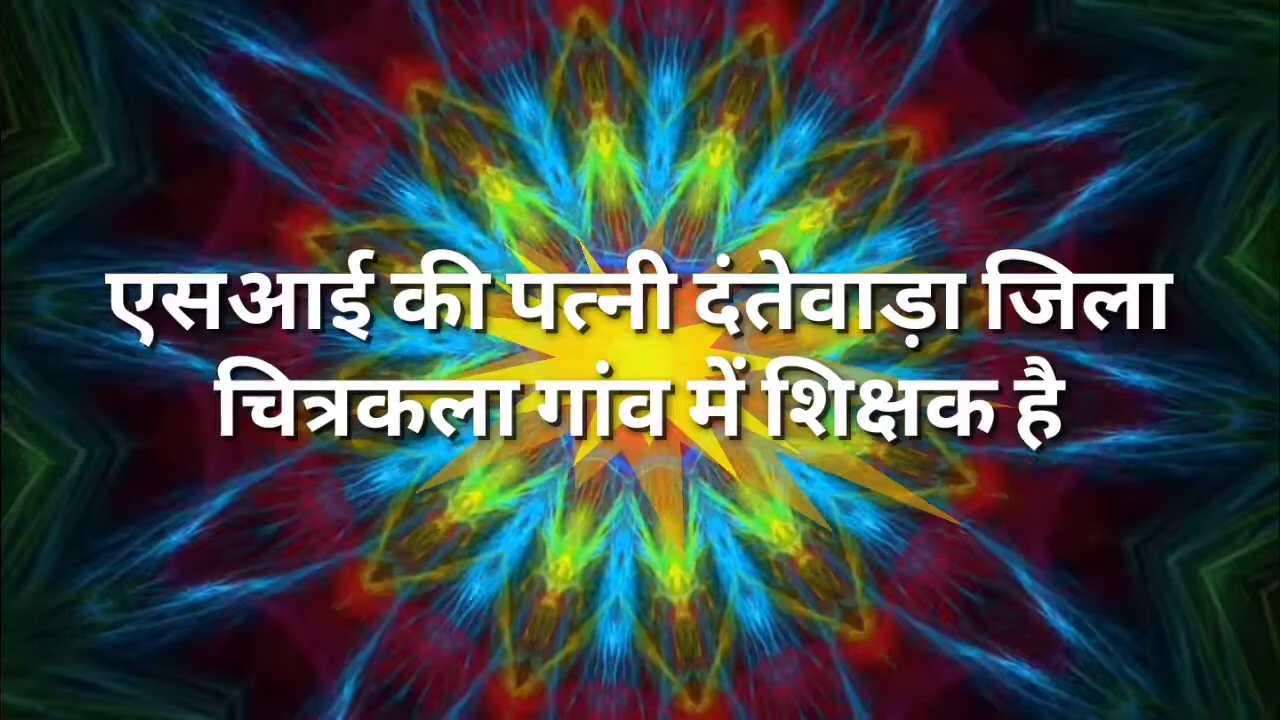 एसआई की पत्नी दंतेवाड़ा जिला
चित्रकला गांव में शिक्षक है